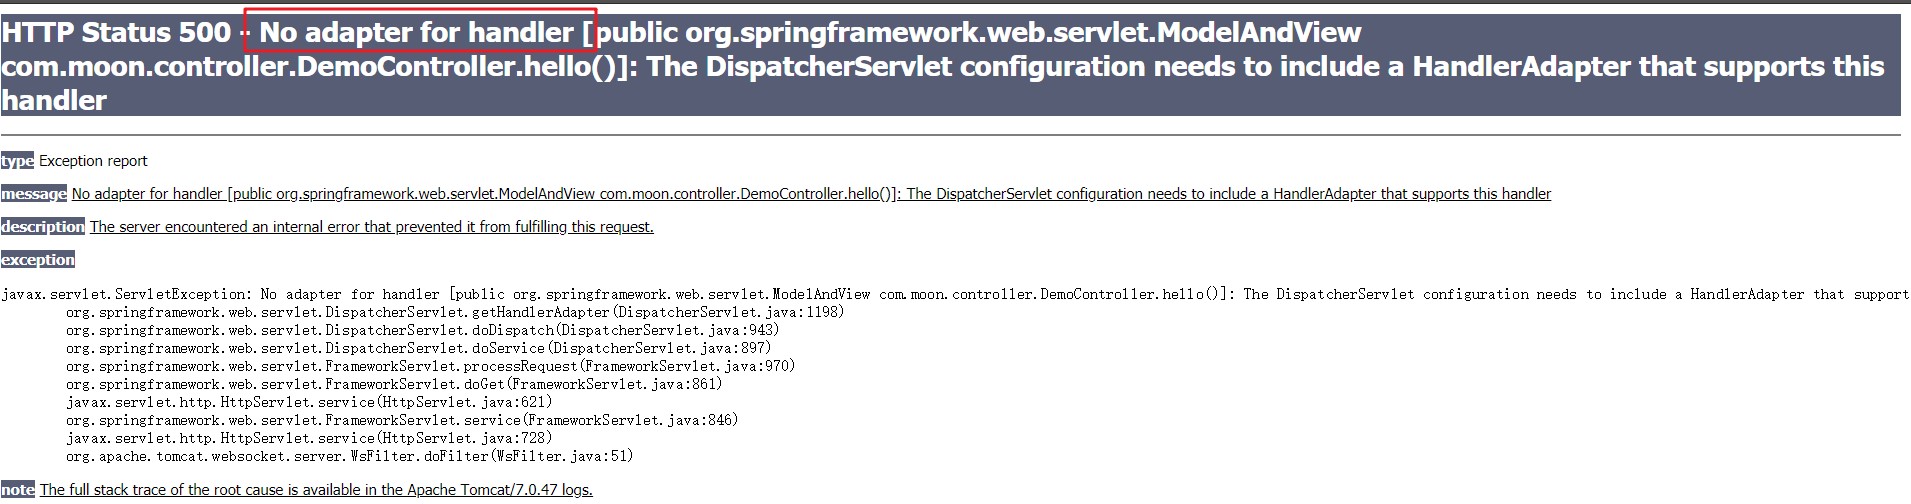 HTTP Status 500 - No adapter for handler [public org.springframework.web.servlet.ModelAndView
com.moon.controller.DemoController.hello()]: The DispatcherServlet configuration needs to include a HandlerAdapter that supports this
handler
type Exception report
message No adapter for handler [public org.springframework.web.servlet.ModelAndView com.moon.controller.DemoController.hello()]: The DispatcherServlet configuration needs to include a HandlerAdapter that supports this handler
description The server encountered an internal error that prevented it from fulfilling this request.
exception
javax.servlet.ServletException: No adapter for handler [public org.springframework.web.servlet.ModelAndView com.moon.controller.DemoController.hello()]: The DispatcherServlet configuration needs to include a HandlerAdapter that support
org.springframework.web.servlet.DispatcherServlet.getHandlerAdapter(DispatcherServlet.java:1198)
org.springframework.web.servlet.DispatcherServlet.doDispatch(DispatcherServlet.java:943)
org.springframework.web.servlet.DispatcherServlet.doService(DispatcherServlet.java:897)
org.springframework.web.servlet.FrameworkServlet.processRequest(FrameworkServlet.java:970)
org.springframework.web.servlet.FrameworkServlet.doGet(FrameworkServlet.java:861)
javax.servlet.http.HttpServlet.service(HttpServlet.java:621)
org.springframework.web.servlet.FrameworkServlet.service(FrameworkServlet.java:846)
javax.servlet.http.HttpServlet.service(HttpServlet.java:728)
org.apache.tomcat.websocket.server.WsFilter.doFilter(WsFilter.java:51)
note The full stack trace of the root cause is available in the Apache Tomcat/7.0.47 logs.